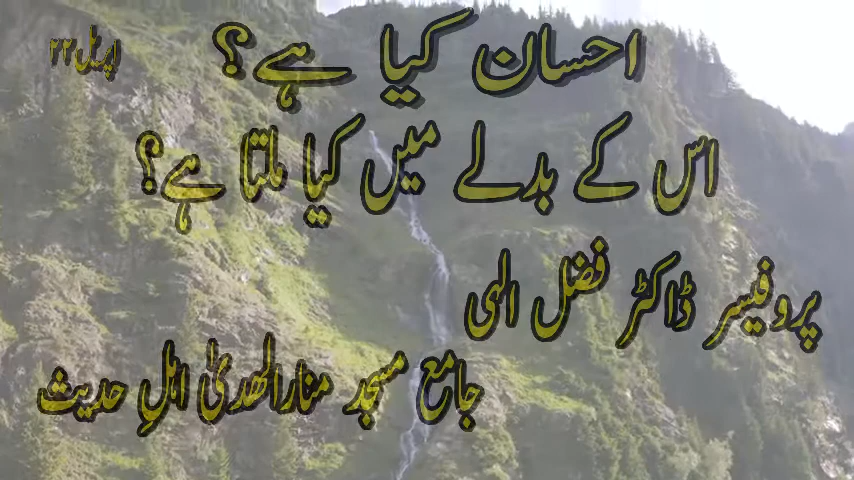 احسان کیا ہے؟
اپریل ۲۲
اس کے بدلے میں کیا ملتا ہے؟
پروفیسر ڈاکٹر فضل الہی
جامع مسجد منارالھدیٰ اہلِ حدیث